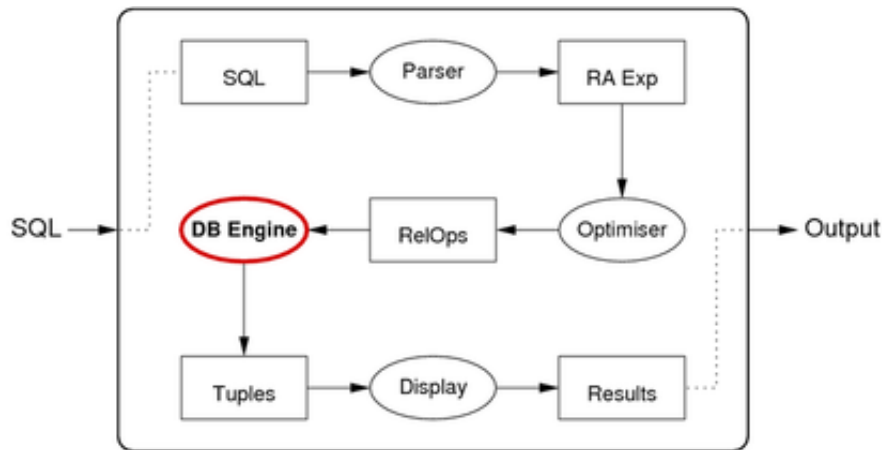 SQL
Parser
RA Exp
SQL
DB Engine
RelOps
Optimiser
Output
Tuples
Display
Results